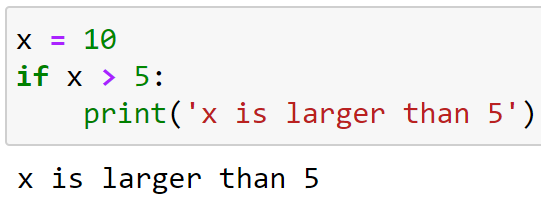 x = 10
if x > 5:
    print('x is larger than 5')
x is larger than 5